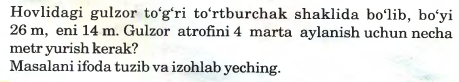 Hovlidagi gulzor to‘g‘ri to‘rtburchak shaklida bo‘lib, bo‘yi
26 m, eni 14 m. Gulzor atrofini 4 marta aylanish uchun necha
metr yurish kerak?
Masalani ifoda tuzib va izohlab yeching.